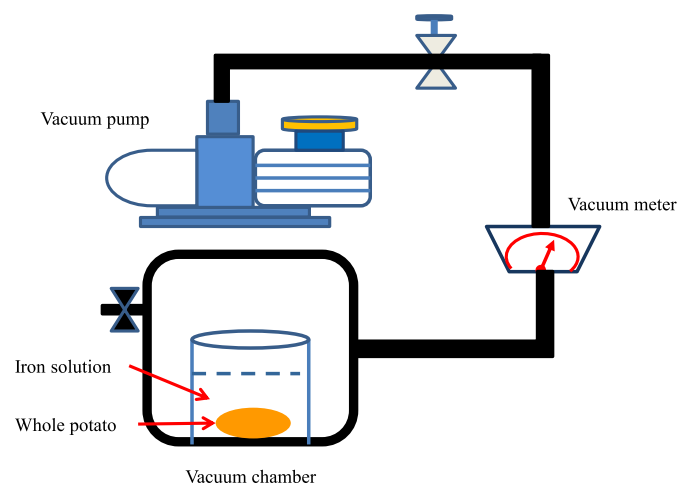 Vacuum pump
Vacuum meter
Iron solution
Whole potato
Vacuum chamber